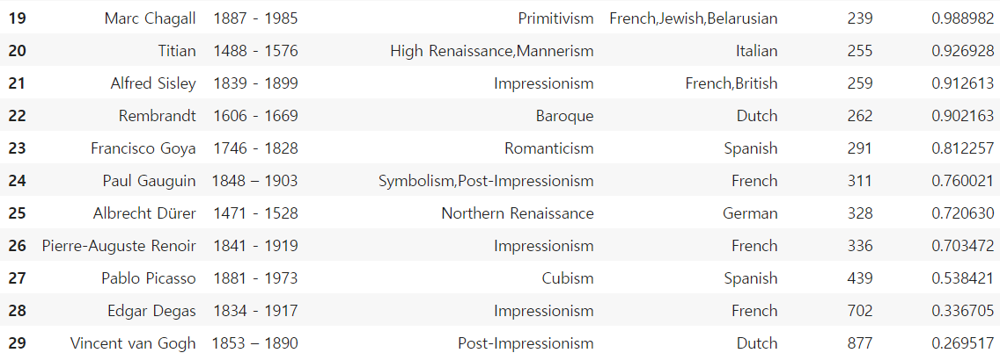 19 Marc Chagall 1887 - 1985 Primitivism French,Jewish,Belarusian 239 0.988982
20 Titian 1488 - 1576 High Renaissance,Mannerism Italian 255 0.926928
21 Alfred Sisley 1839 - 1899 Impressionism French,British 259 0.912613
22 Rembrandt 1606 - 1669 Baroque Dutch 262 0.902163
23 Francisco Goya 1746 - 1828 Romanticism Spanish 291 0.812257
24 Paul Gauguin 1848 – 1903 Symbolism,Post-Impressionism French 311 0.760021
25 Albrecht Dürer 1471 - 1528 Northern Renaissance German 328 0.720630
26 Pierre-Auguste Renoir 1841 - 1919 Impressionism French 336 0.703472
27 Pablo Picasso 1881 - 1973 Cubism Spanish 439 0.538421
28 Edgar Degas 1834 - 1917 Impressionism French 702 0.336705
29 Vincent van Gogh 1853 – 1890 Post-Impressionism Dutch 877 0.269517